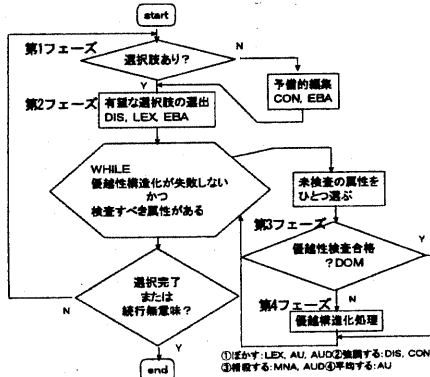 start
第1フェーズ
選択肢あり?
N
Y
予備的編集
CON, EBA
第2フェーズ
有望な選択肢の選出
DIS, LEX, EBA
WHILE
優越性構造化が失敗しない
かつ
検査すべき属性がある
未検査の属性を
ひとつ選ぶ
第3フェーズ
優越性検査合格
?DOM
Y
N
第4フェーズ
優越構造化処理
選択完了
または
続行無意味?
N
Y
end
①ぼかす: LEX, AU, AUD②強調する: DIS, CON
③相殺する: MNA, AUD④平均する: AU